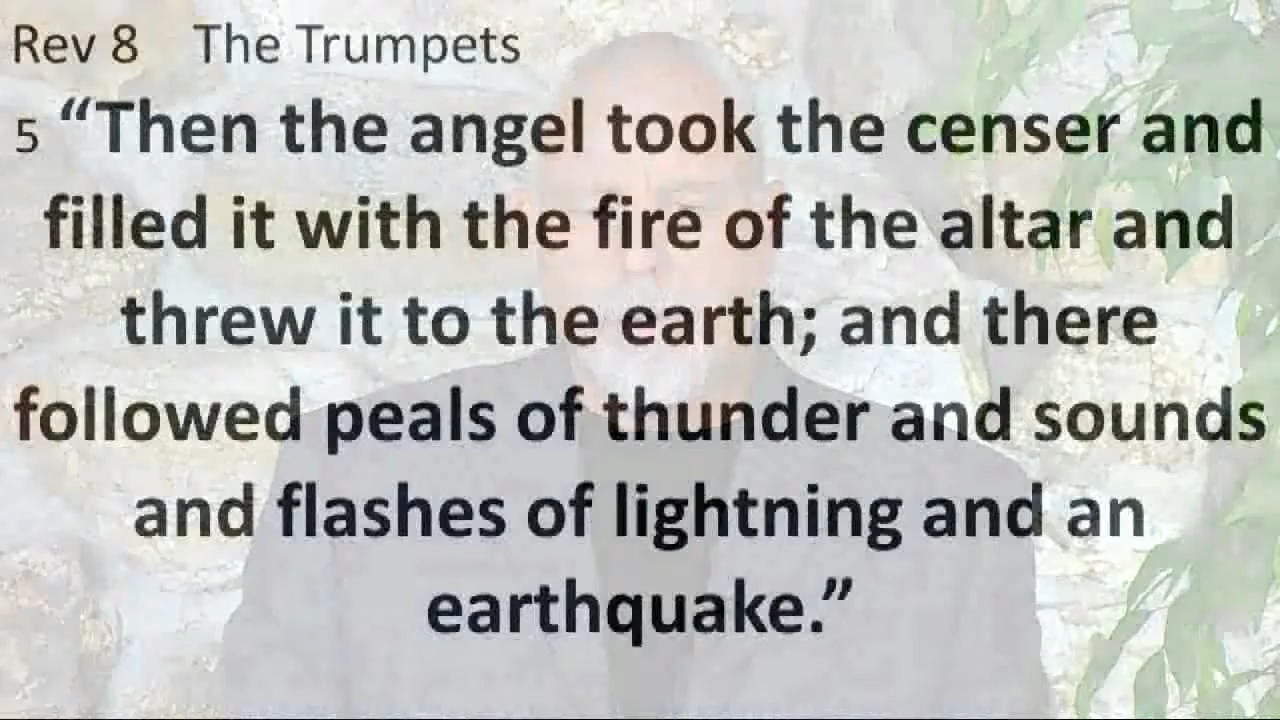 Rev 8 The Trumpets
5 “Then the angel took the censer and
filled it with the fire of the altar and
threw it to the earth; and there
followed peals of thunder and sounds
and flashes of lightning and an
earthquake.”